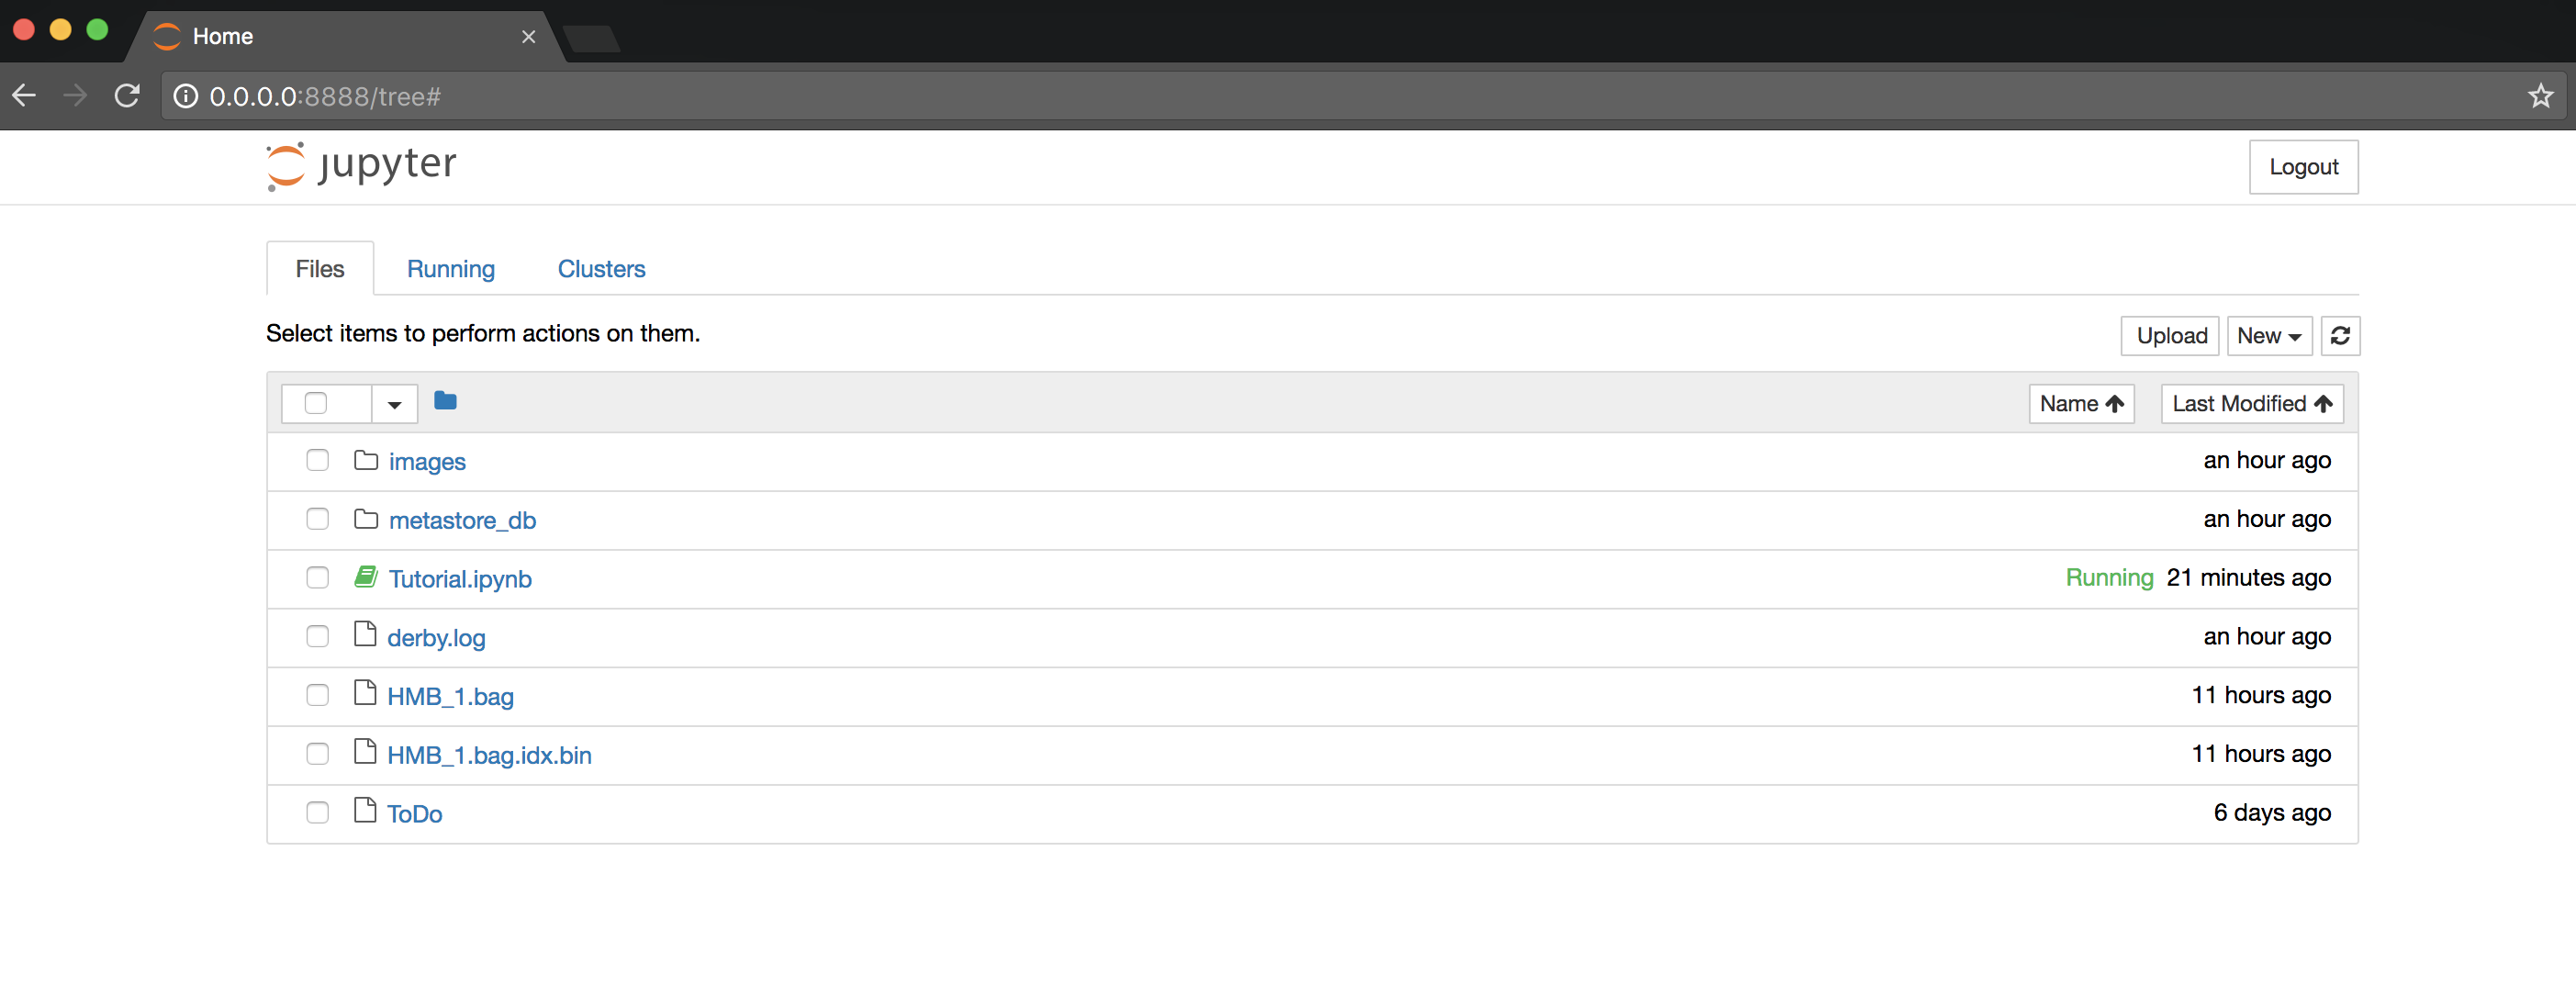 Home
0.0.0.0:8888/tree#
jupyter
Logout
Files Running Clusters
Select items to perform actions on them.
Upload New
Name Last Modified
images an hour ago
metastore_db an hour ago
Tutorial.ipynb Running 21 minutes ago
derby.log an hour ago
HMB_1.bag 11 hours ago
HMB_1.bag.idx.bin 11 hours ago
ToDo 6 days ago